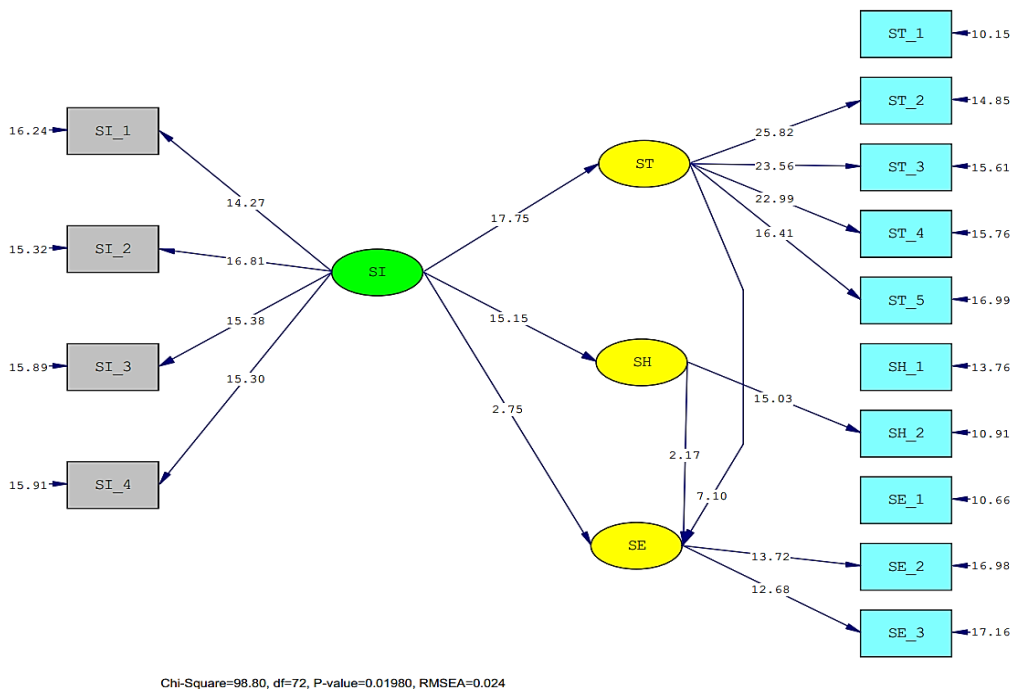 ST_1
10.15
ST_2
14.85
SI_1
16.24
25.82
ST
ST_3
23.56
15.61
14.27
22.99
17.75
16.41
ST_4
15.76
SI_2
15.32
16.81
SI
ST_5
16.99
15.38
15.15
SI_3
15.89
SH
SH_1
13.76
15.30
15.03
2.75
SH_2
10.91
2.17
SI_4
15.91
7.10
SE_1
10.66
SE
13.72
SE_2
16.98
12.68
SE_3
17.16
Chi-Square=98.80, df=72, P-value=0.01980, RMSEA=0.024